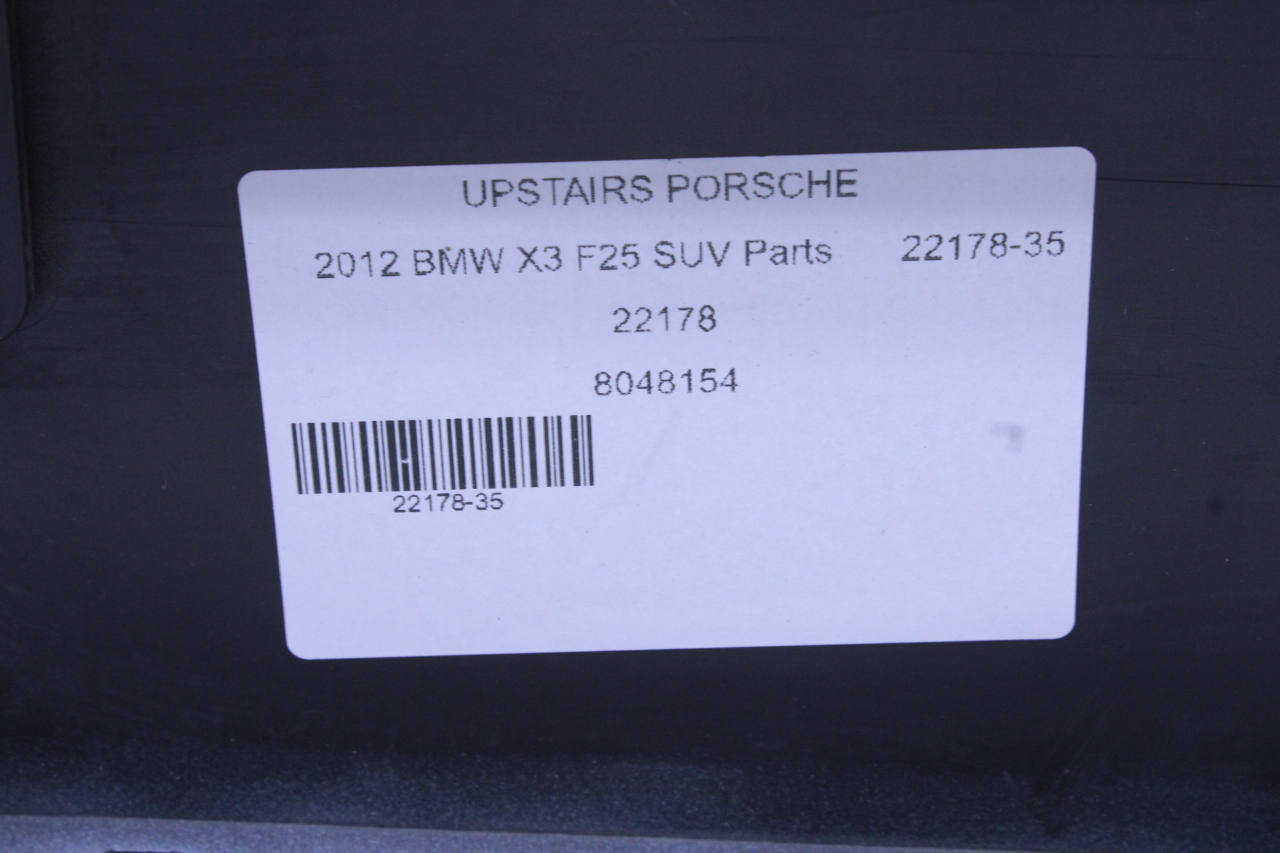 UPSTAIRS PORSCHE
2012 BMW X3 F25 SUV Parts 22178-35
22178
8048154
22178-35